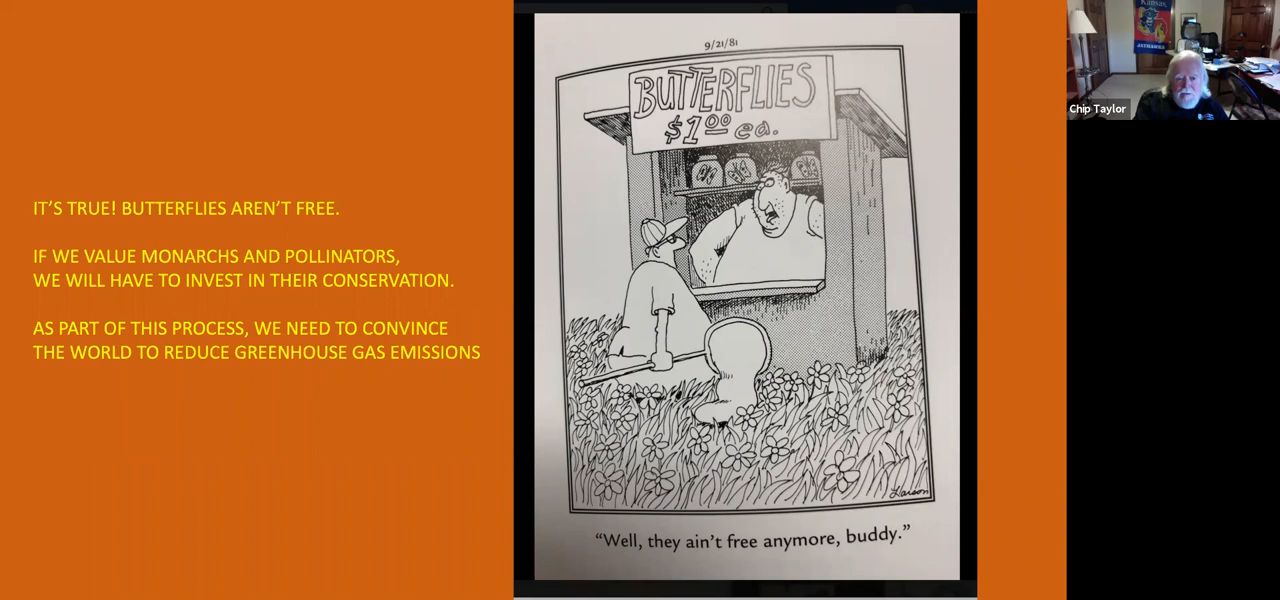 IT'S TRUE! BUTTERFLIES AREN'T FREE.
IF WE VALUE MONARCHS AND POLLINATORS,
WE WILL HAVE TO INVEST IN THEIR CONSERVATION.
AS PART OF THIS PROCESS, WE NEED TO CONVINCE
THE WORLD TO REDUCE GREENHOUSE GAS EMISSIONS
9/21/81
BUTTERFLIES
$1.00 ea.
Larson
“Well, they ain't free anymore, buddy.”
Kansas
JAYHAWKS
Chip Taylor